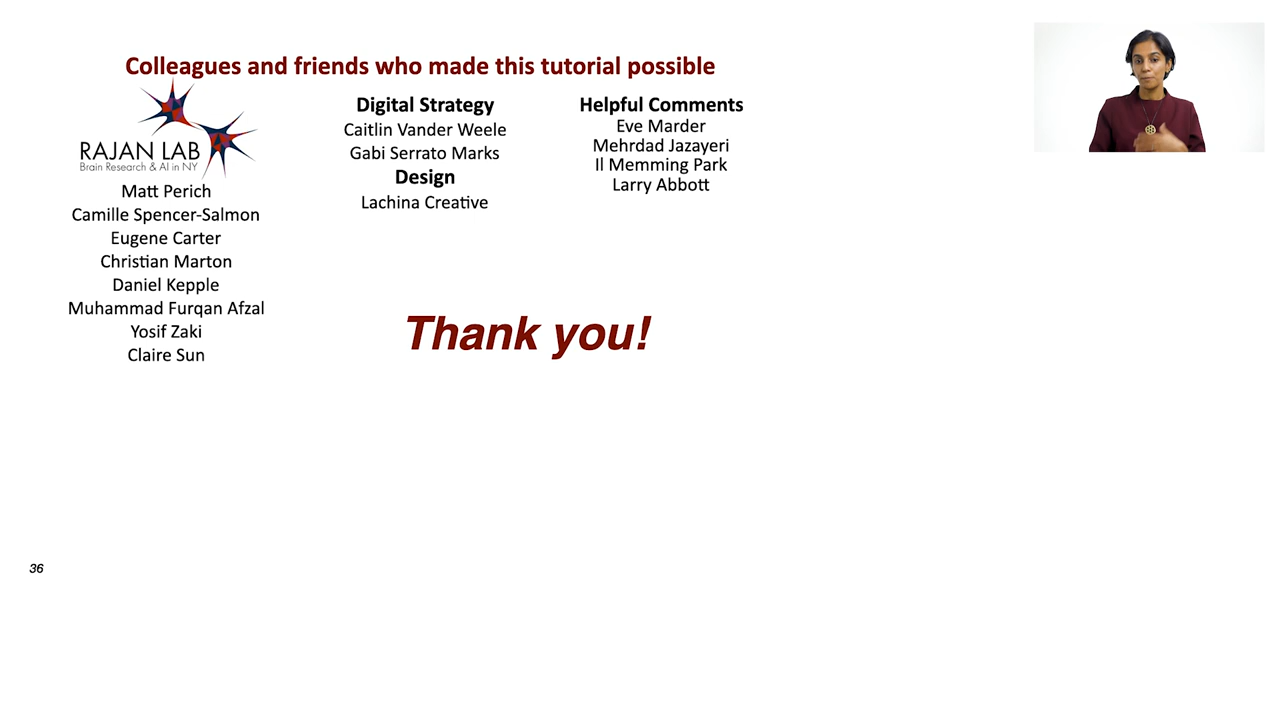 Colleagues and friends who made this tutorial possible
RAJAN LAB
Brain Research & AI in NY
Matt Perich
Camille Spencer-Salmon
Eugene Carter
Christian Marton
Daniel Kepple
Muhammad Furqan Afzal
Yosif Zaki
Claire Sun
Digital Strategy
Caitlin Vander Weele
Gabi Serrato Marks
Design
Lachina Creative
Helpful Comments
Eve Marder
Mehrdad Jazayeri
Il Memming Park
Larry Abbott
Thank you!
36